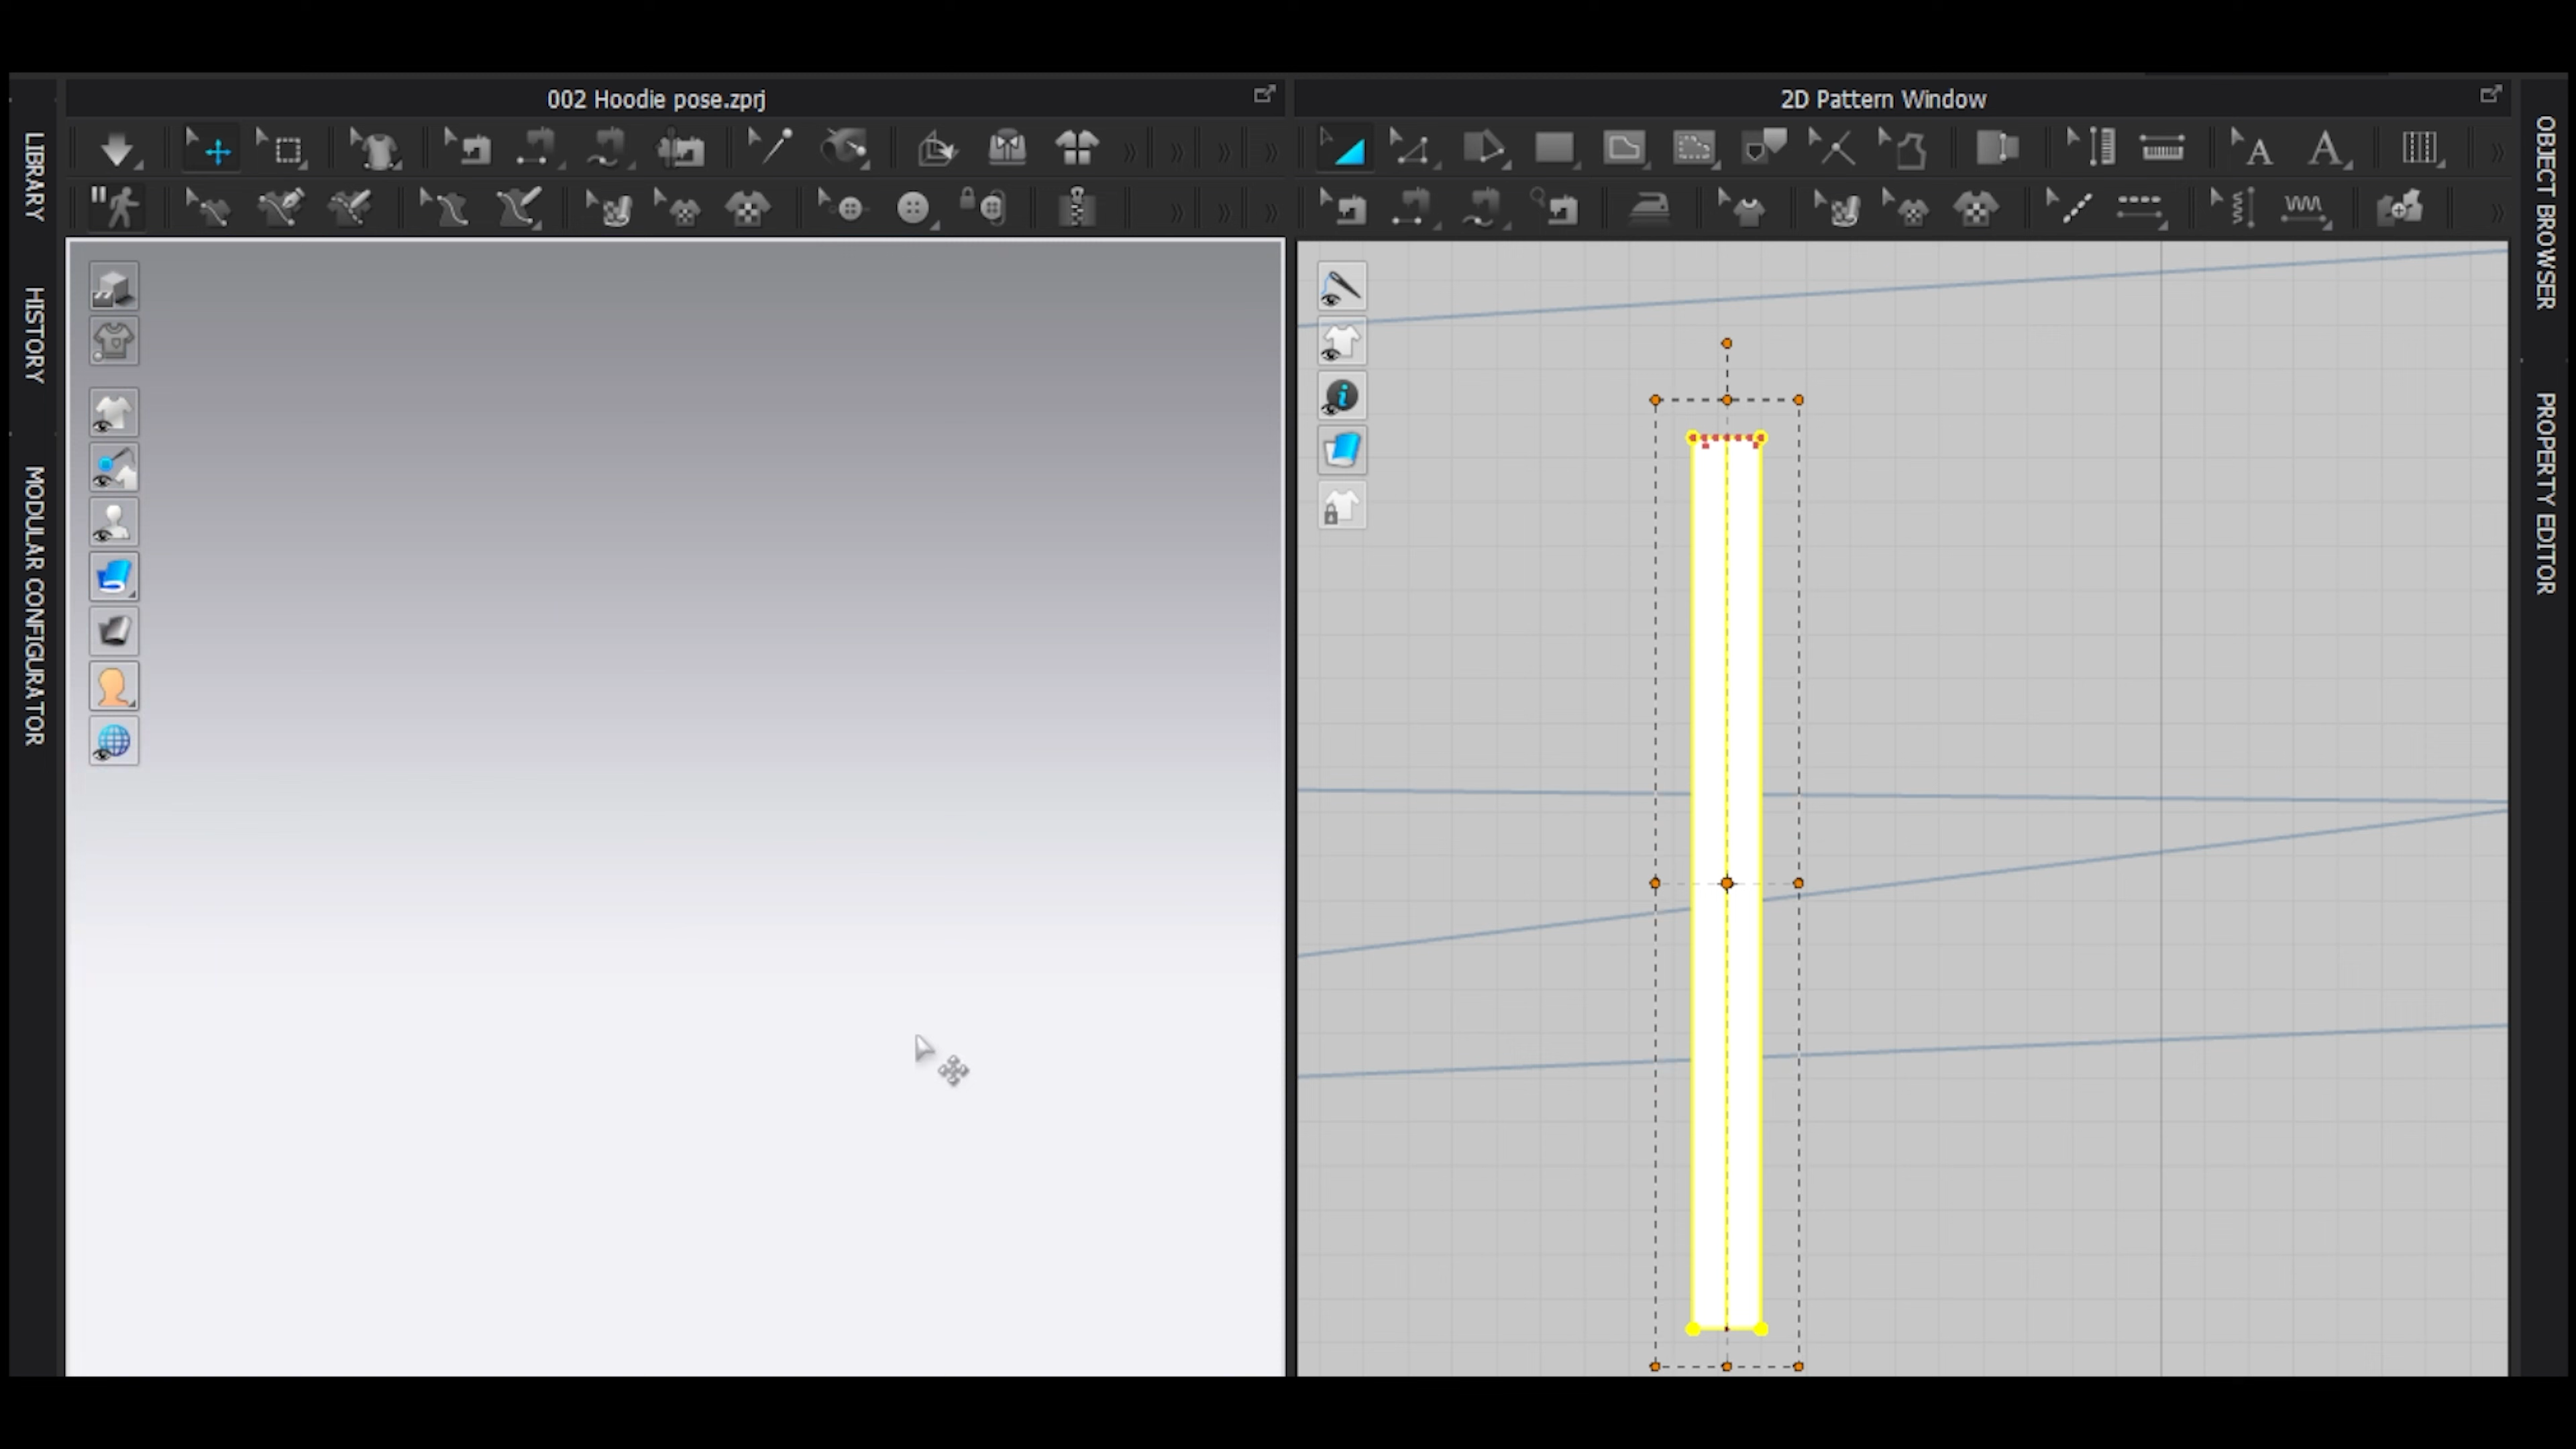 002 Hoodie pose.zprj
2D Pattern Window
LIBRARY
HISTORY
MODULAR CONFIGURATOR
OBJECT BROWSER
PROPERTY EDITOR